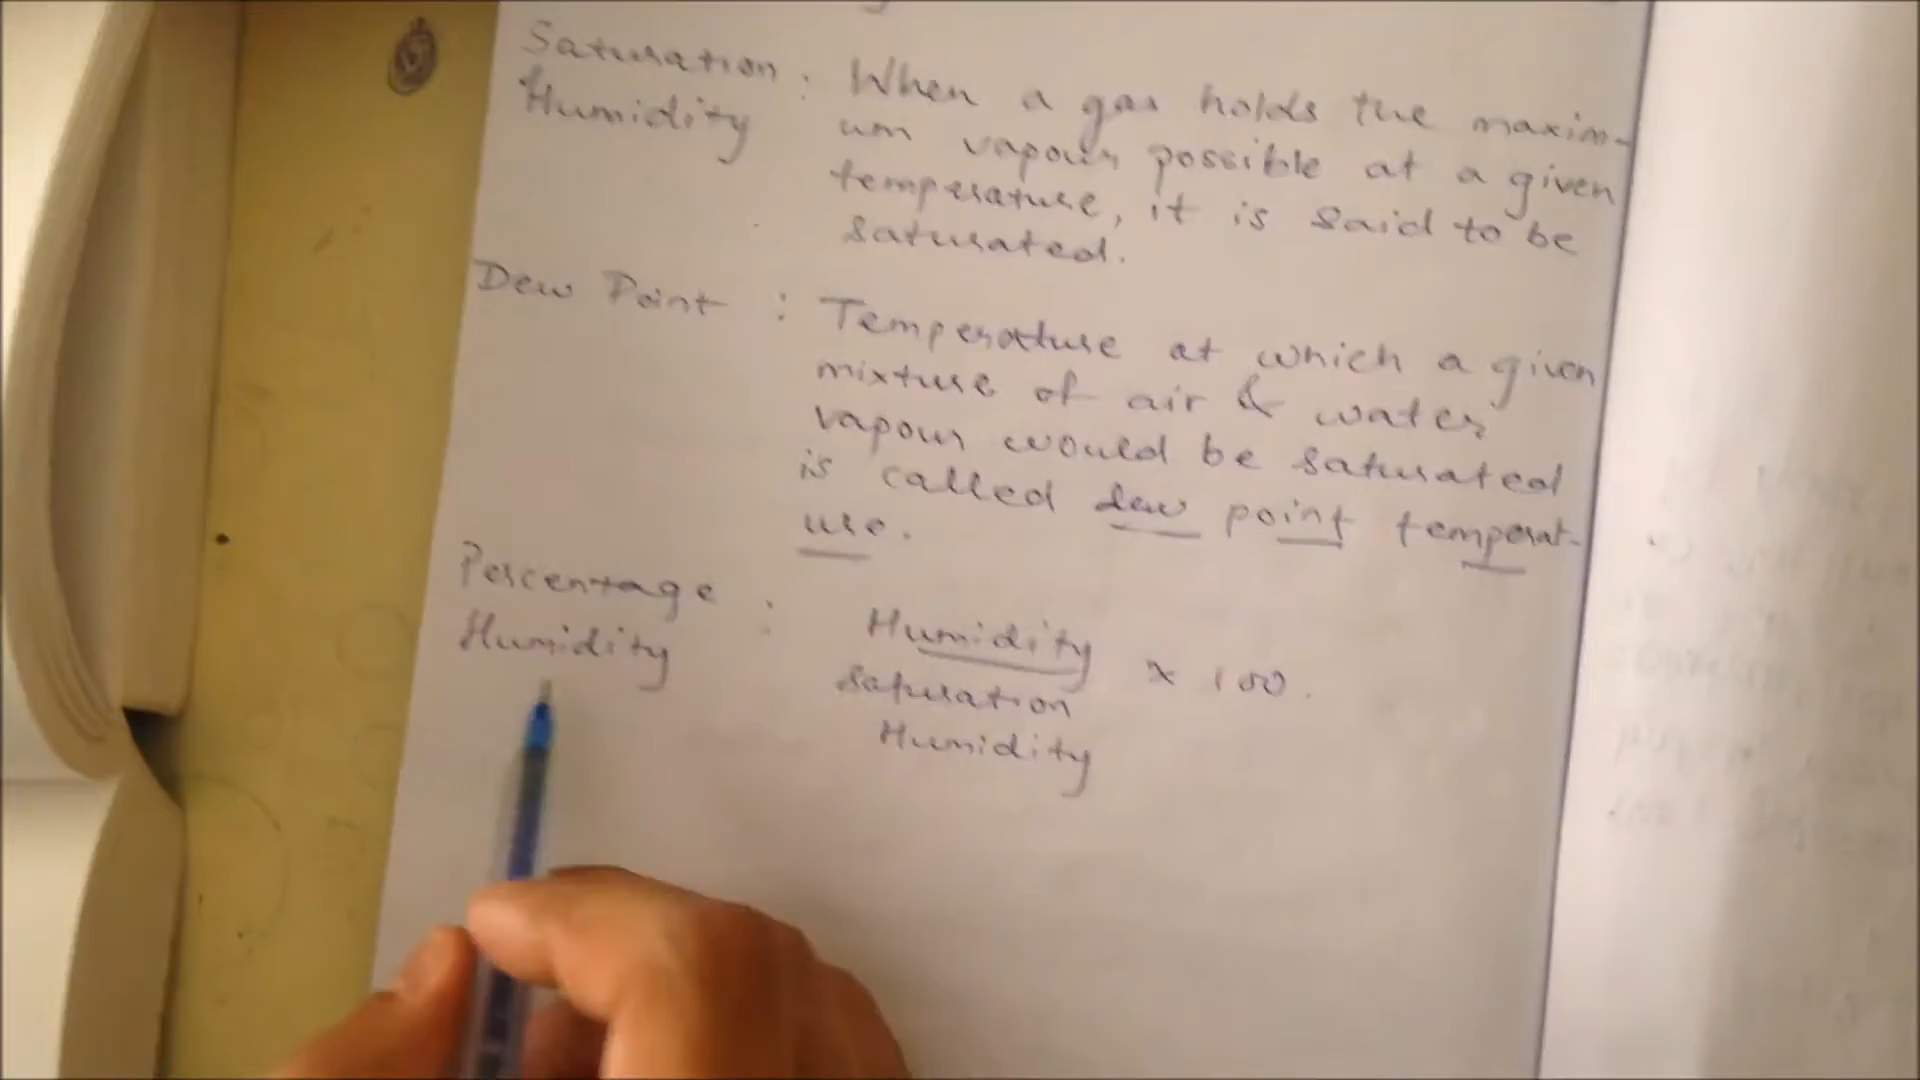 Saturation : When a gas holds the maxim-
Humidity um vapour possible at a given
temperature, it is said to be
saturated.
Dew Point : Temperature at which a given
mixture of air & water
vapour would be saturated
is called dew point temperat-
ure.
Percentage : Humidity x 100.
Humidity Saturation
Humidity